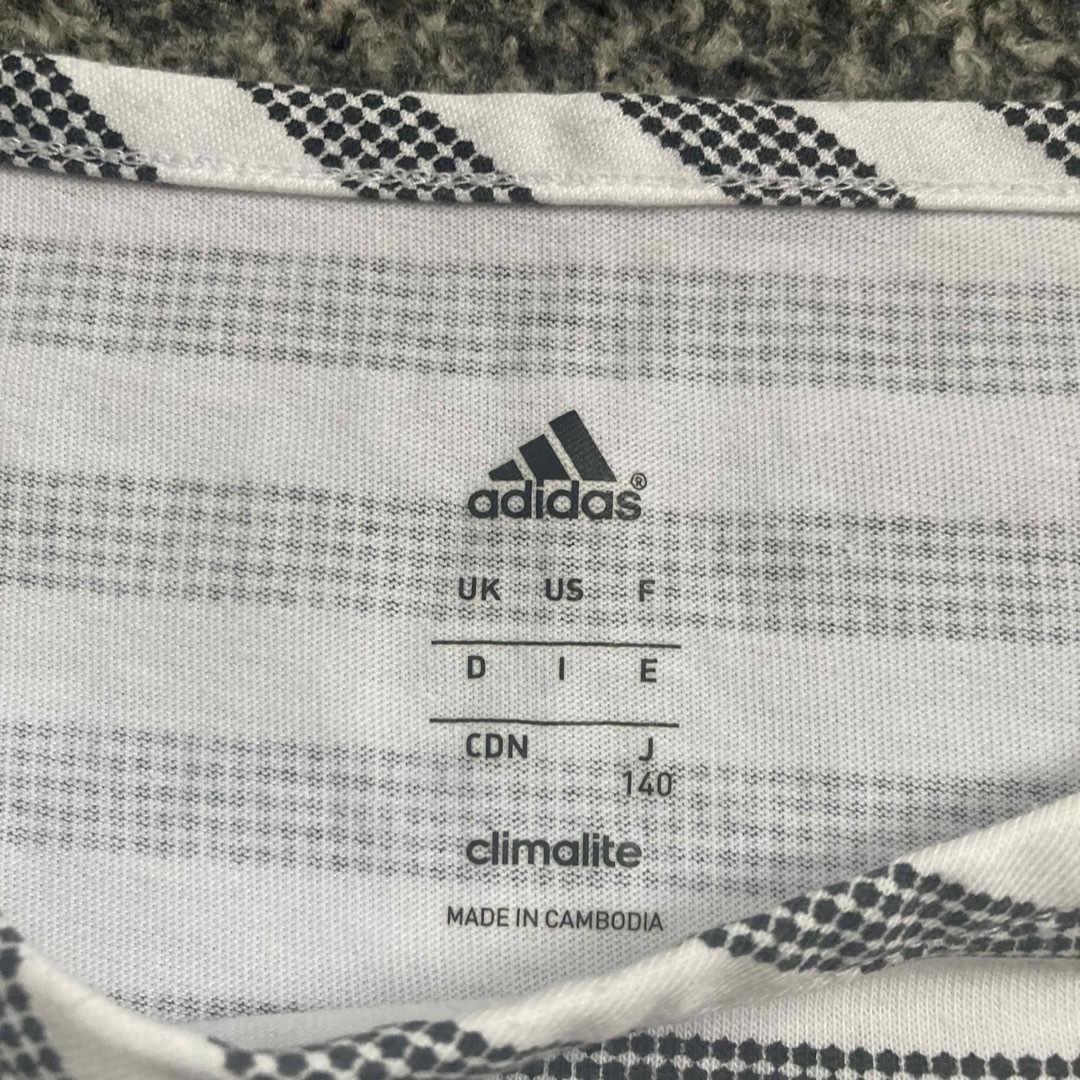 adidas®
UK US F
D I E
CDN J
140
climalite
MADE IN CAMBODIA